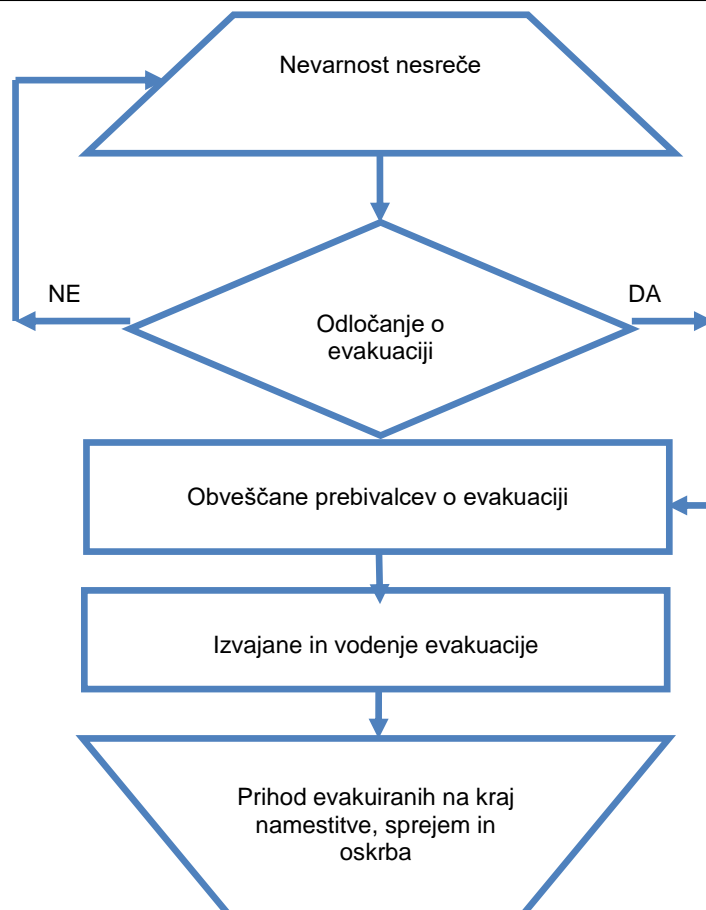 Nevarnost nesreče
NE
DA
Odločanje o
evakuaciji
Obveščane prebivalcev o evakuaciji
Izvajane in vodenje evakuacije
Prihod evakuiranih na kraj
namestitve, sprejem in
oskrba